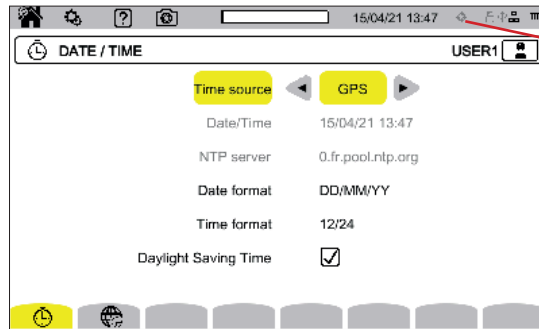 ? 15/04/21 13:47
DATE / TIME USER1
Time source GPS
Date/Time 15/04/21 13:47
NTP server 0.fr.pool.ntp.org
Date format DD/MM/YY
Time format 12/24
Daylight Saving Time